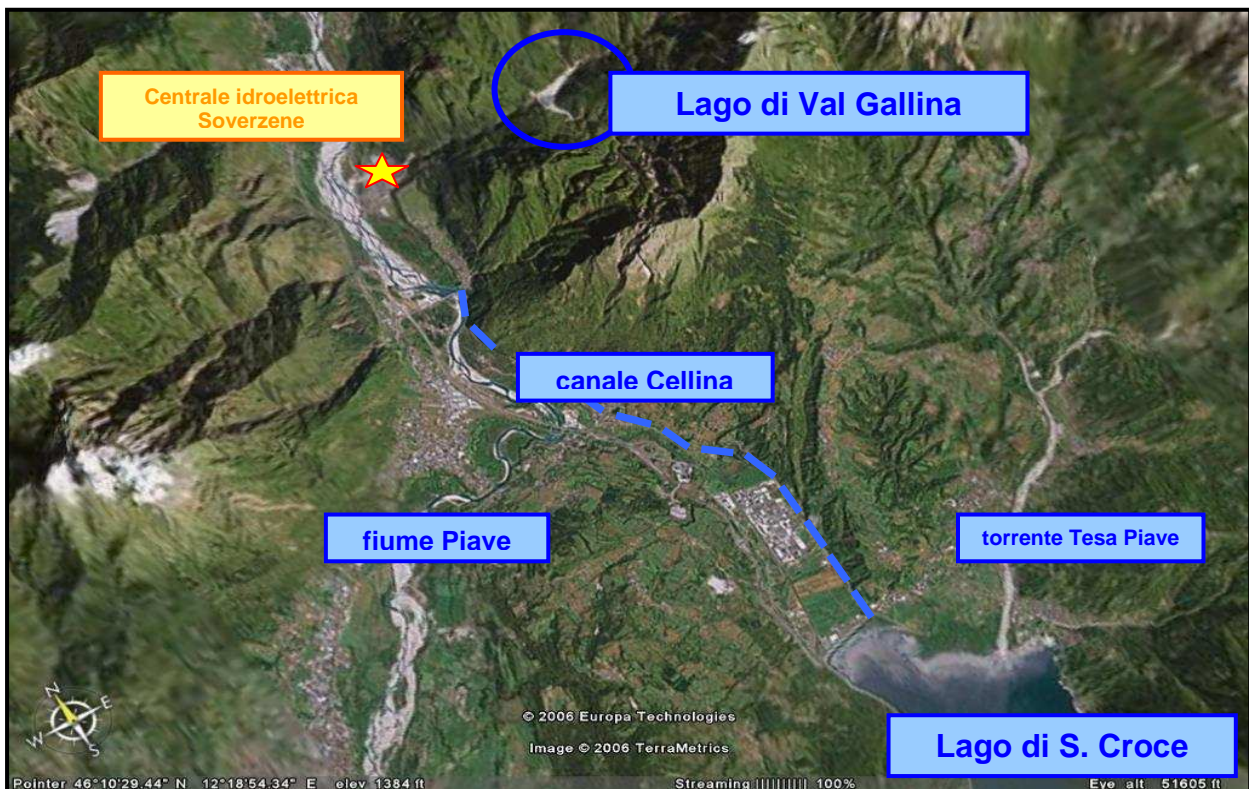 Centrale idroelettrica
Soverzene
Lago di Val Gallina
canale Cellina
fiume Piave
torrente Tesa Piave
N
E
W
S
© 2006 Europa Technologies
Image © 2006 TerraMetrics
Lago di S. Croce
Pointer 46°10'29.44" N 12°18'54.34" E elev 1384 ft
Streaming |||||||||| 100%
Eye alt 51605 ft